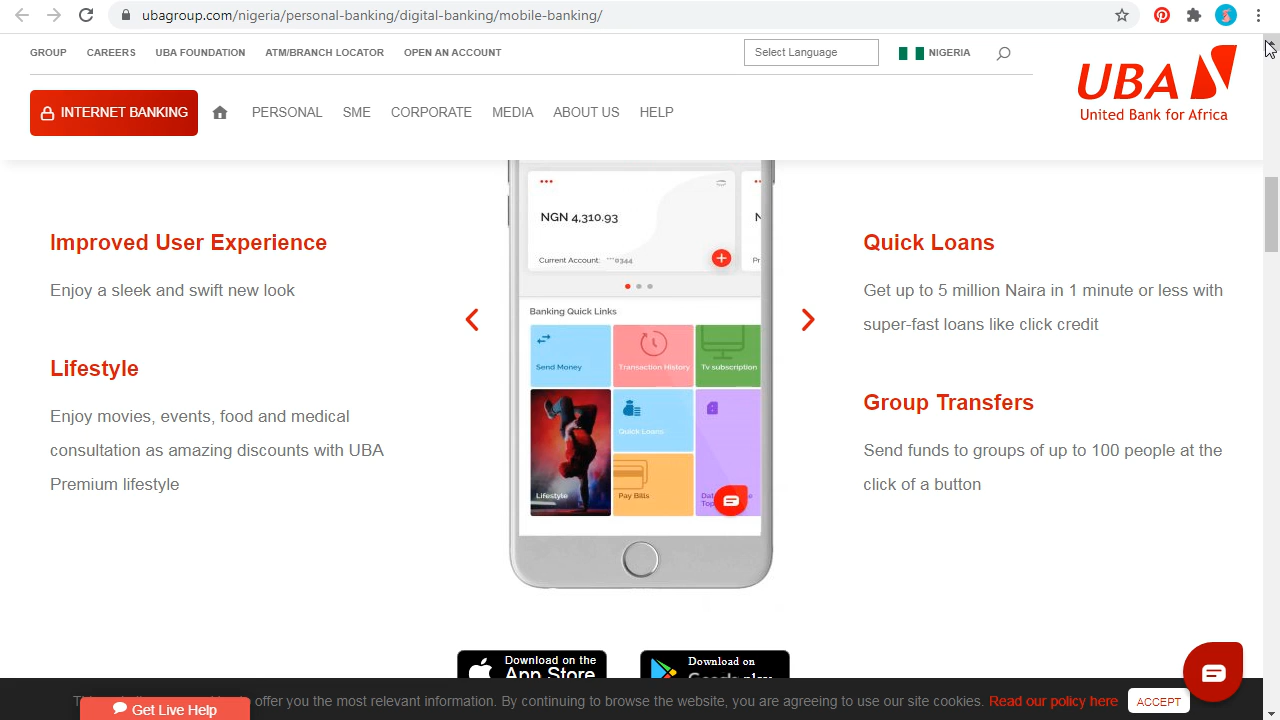 ubagroup.com/nigeria/personal-banking/digital-banking/mobile-banking/
GROUP CAREERS UBA FOUNDATION ATM/BRANCH LOCATOR OPEN AN ACCOUNT
Select Language
NIGERIA
UBA
United Bank for Africa
INTERNET BANKING
PERSONAL SME CORPORATE MEDIA ABOUT US HELP
Improved User Experience
Enjoy a sleek and swift new look
Lifestyle
Enjoy movies, events, food and medical
consultation as amazing discounts with UBA
Premium lifestyle
NGN 4,310.93
Current Account: ***0344
Banking Quick Links
Send Money
Transaction History
Tv subscription
Quick Loans
Lifestyle
Pay Bills
Quick Loans
Get up to 5 million Naira in 1 minute or less with
super-fast loans like click credit
Group Transfers
Send funds to groups of up to 100 people at the
click of a button
Download on the
App Store
Download on
Google play
offer you the most relevant information. By continuing to browse the website, you are agreeing to use our site cookies. Read our policy here
ACCEPT
Get Live Help